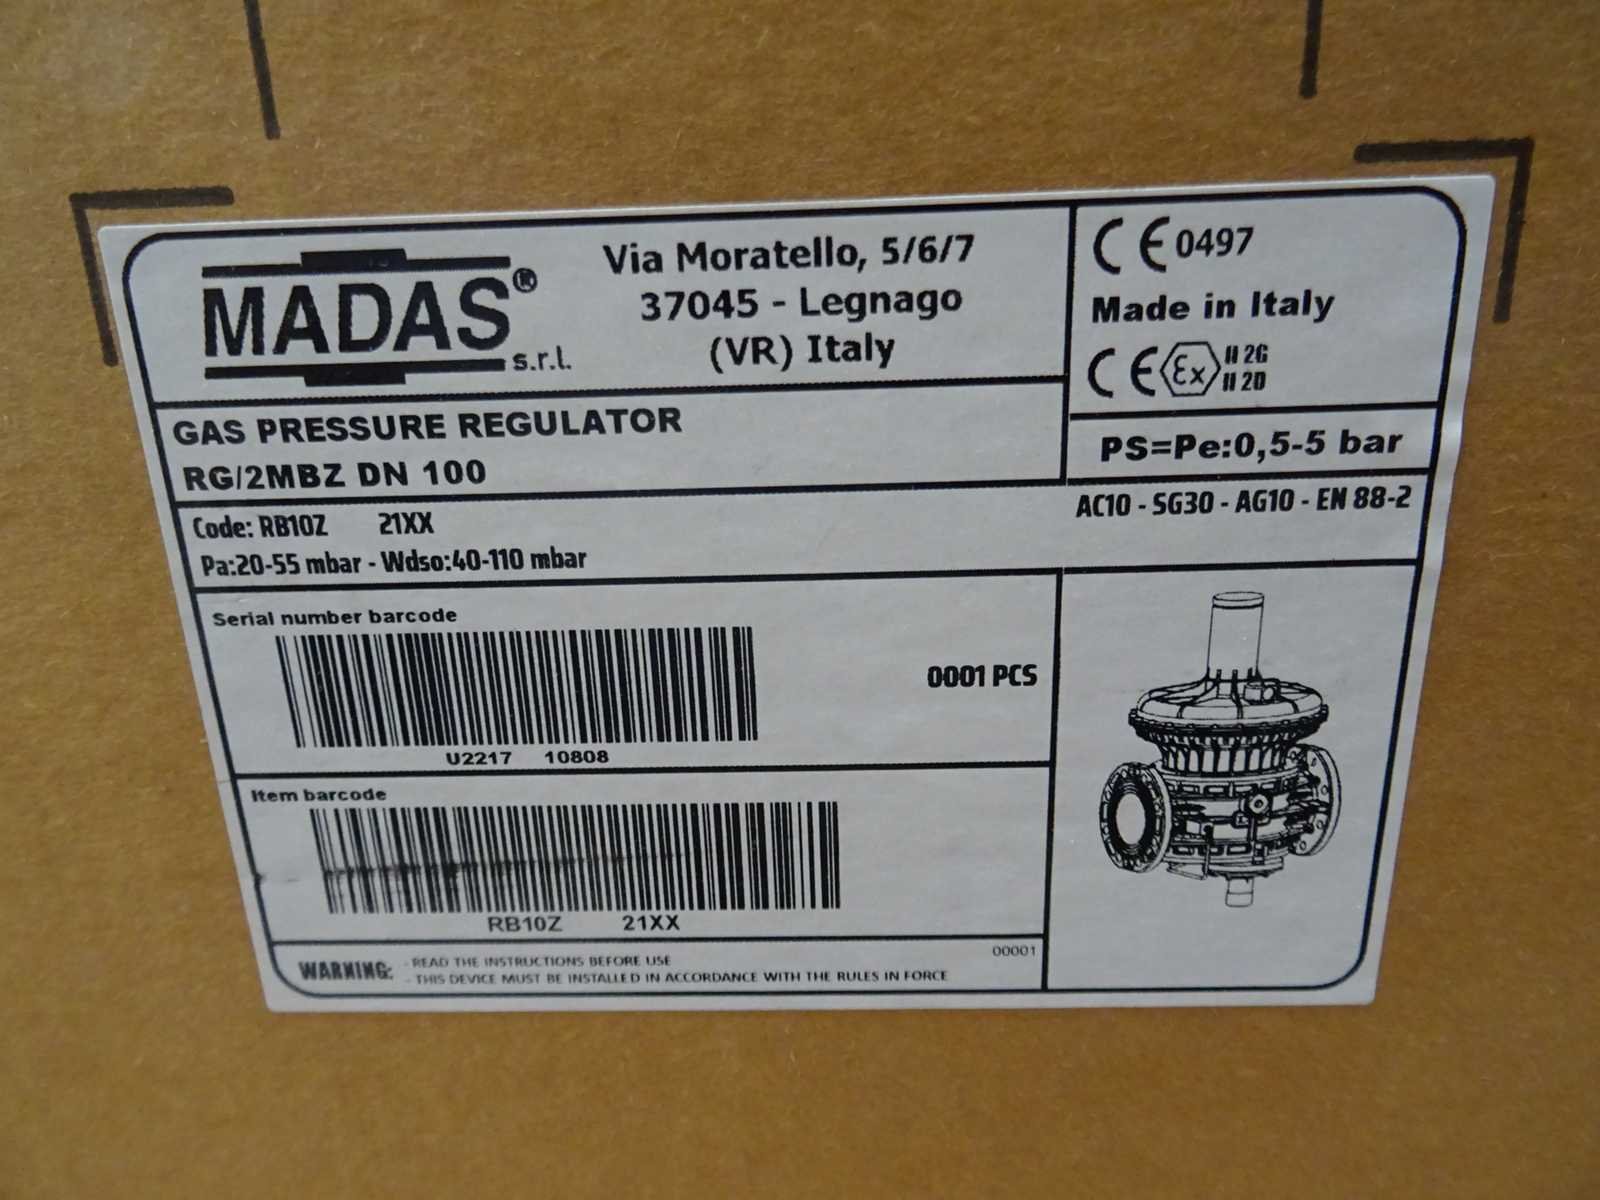 MADAS® s.r.l.
Via Moratello, 5/6/7
37045 - Legnago
(VR) Italy
CE 0497
Made in Italy
CE Ex II 2G
II 2D
GAS PRESSURE REGULATOR
RG/2MBZ DN 100
PS=Pe:0,5-5 bar
Code: RB10Z 21XX
AC10 - SG30 - AG10 - EN 88-2
Pa:20-55 mbar - Wdso:40-110 mbar
Serial number barcode
0001 PCS
U2217 10808
Item barcode
RB10Z 21XX
00001
WARNING: - READ THE INSTRUCTIONS BEFORE USE
- THIS DEVICE MUST BE INSTALLED IN ACCORDANCE WITH THE RULES IN FORCE